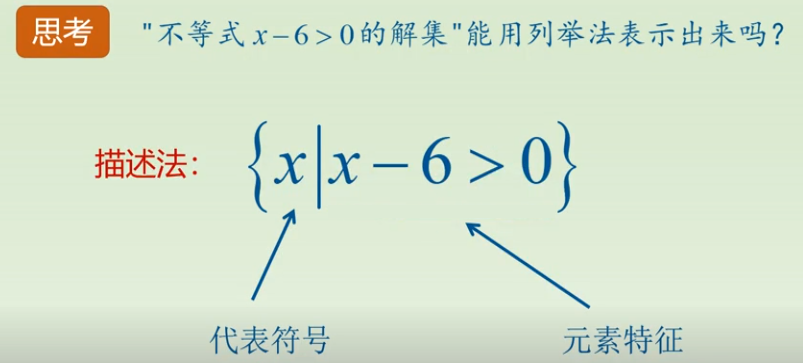 思考 "不等式 x-6>0的解集"能用列举法表示出来吗?
描述法: {x|x-6>0}
代表符号 元素特征